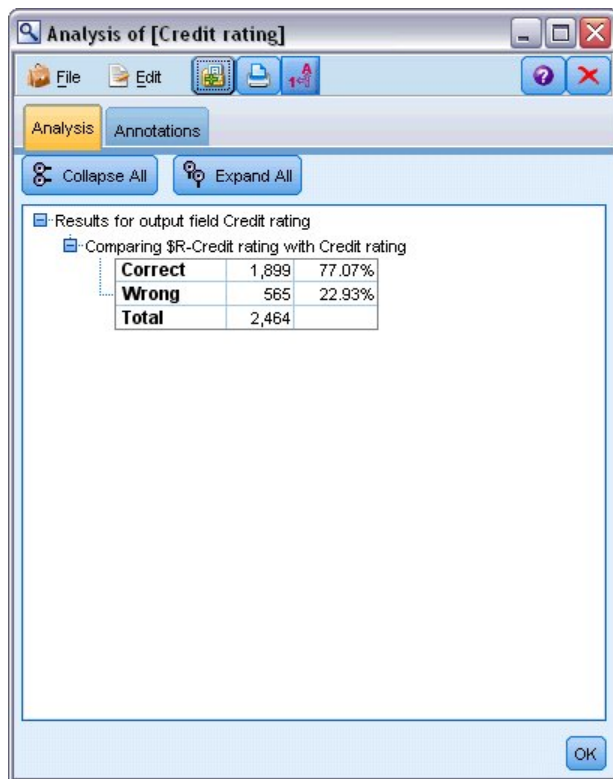 Analysis of [Credit rating]
File Edit
Analysis Annotations
Collapse All Expand All
Results for output field Credit rating
Comparing $R-Credit rating with Credit rating
Correct 1,899 77.07%
Wrong 565 22.93%
Total 2,464
OK